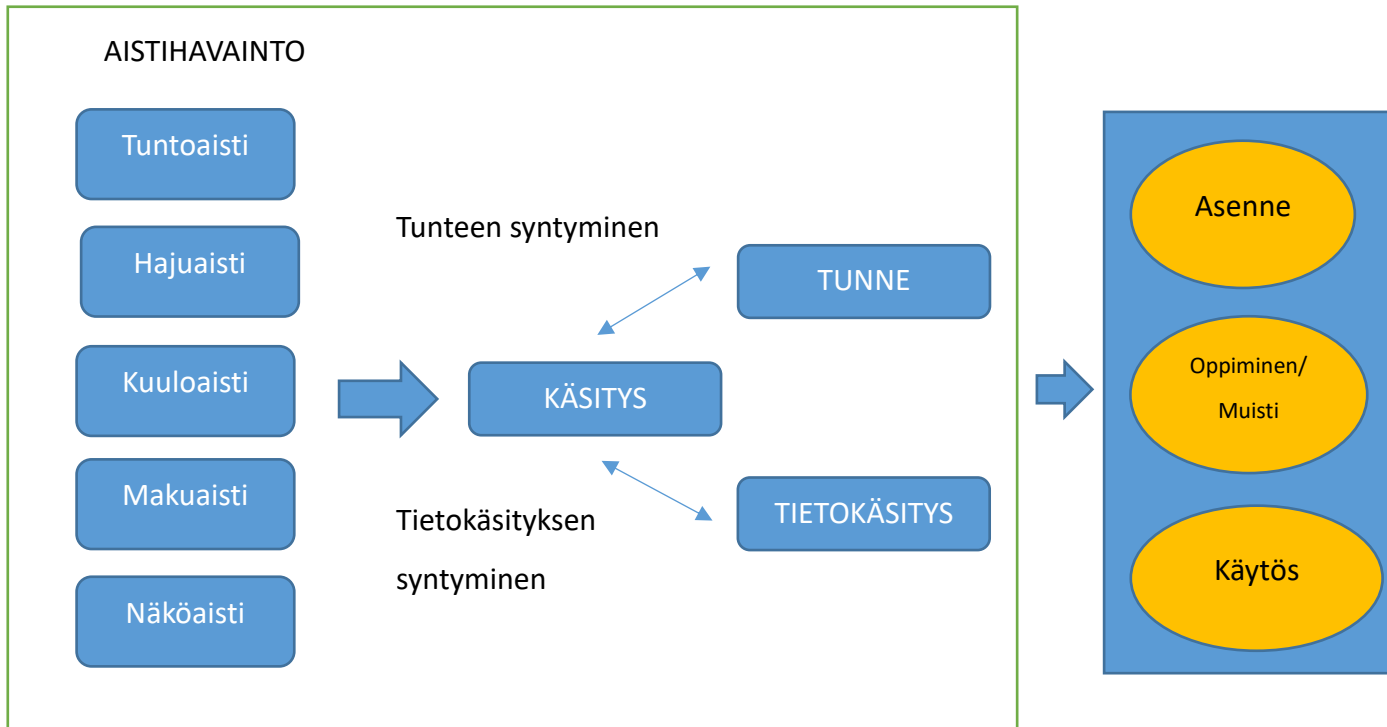 AISTIHAVAINTO
Tuntoaisti
Hajuaisti
Kuuloaisti
Makuaisti
Näköaisti
Tunteen syntyminen
TUNNE
KÄSITYS
Tietokäsityksen
syntyminen
TIETOKÄSITYS
Asenne
Oppiminen/
Muisti
Käytös